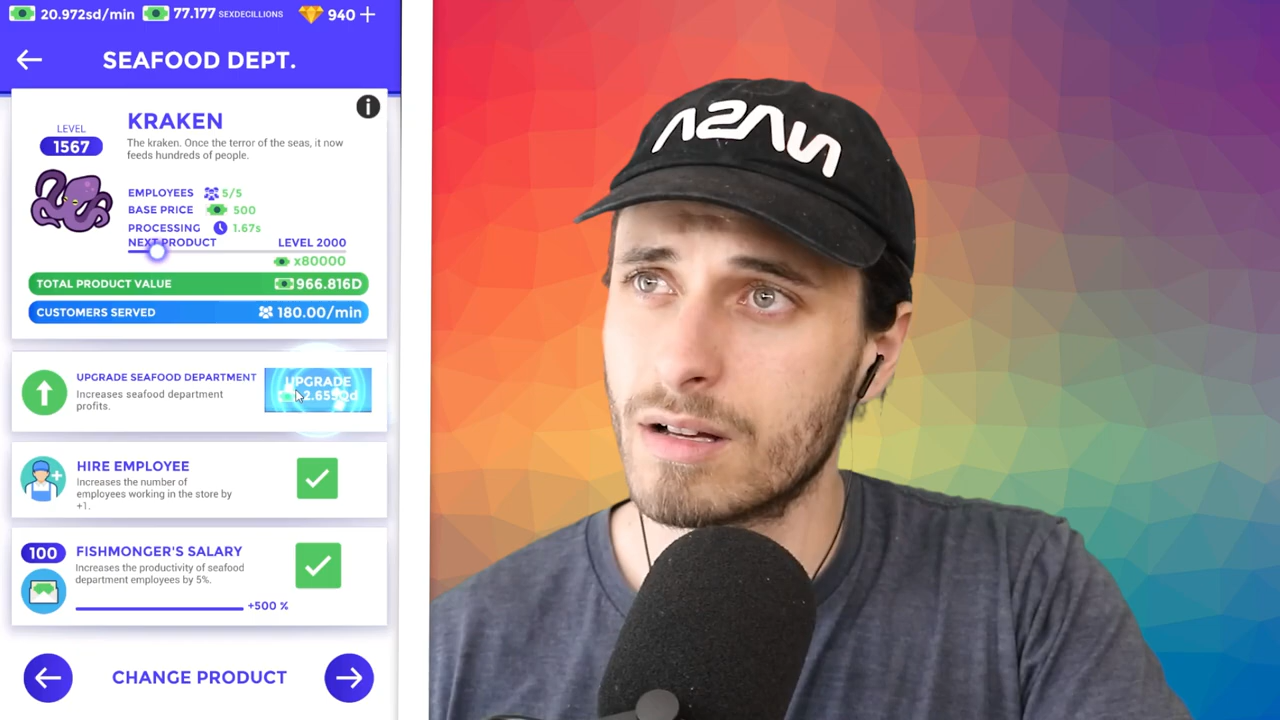 20.972sd/min 77.177 SEXDECILLIONS 940 +
SEAFOOD DEPT.
i
LEVEL
1567
KRAKEN
The kraken. Once the terror of the seas, it now
feeds hundreds of people.
EMPLOYEES 5/5
BASE PRICE 500
PROCESSING 1.67s
NEXT PRODUCT LEVEL 2000
x80000
TOTAL PRODUCT VALUE 966.816D
CUSTOMERS SERVED 180.00/min
UPGRADE SEAFOOD DEPARTMENT
Increases seafood department
profits.
UPGRADE
HIRE EMPLOYEE
Increases the number of
employees working in the store by
+1.
100
FISHMONGER'S SALARY
Increases the productivity of seafood
department employees by 5%.
+500 %
CHANGE PRODUCT
NASA